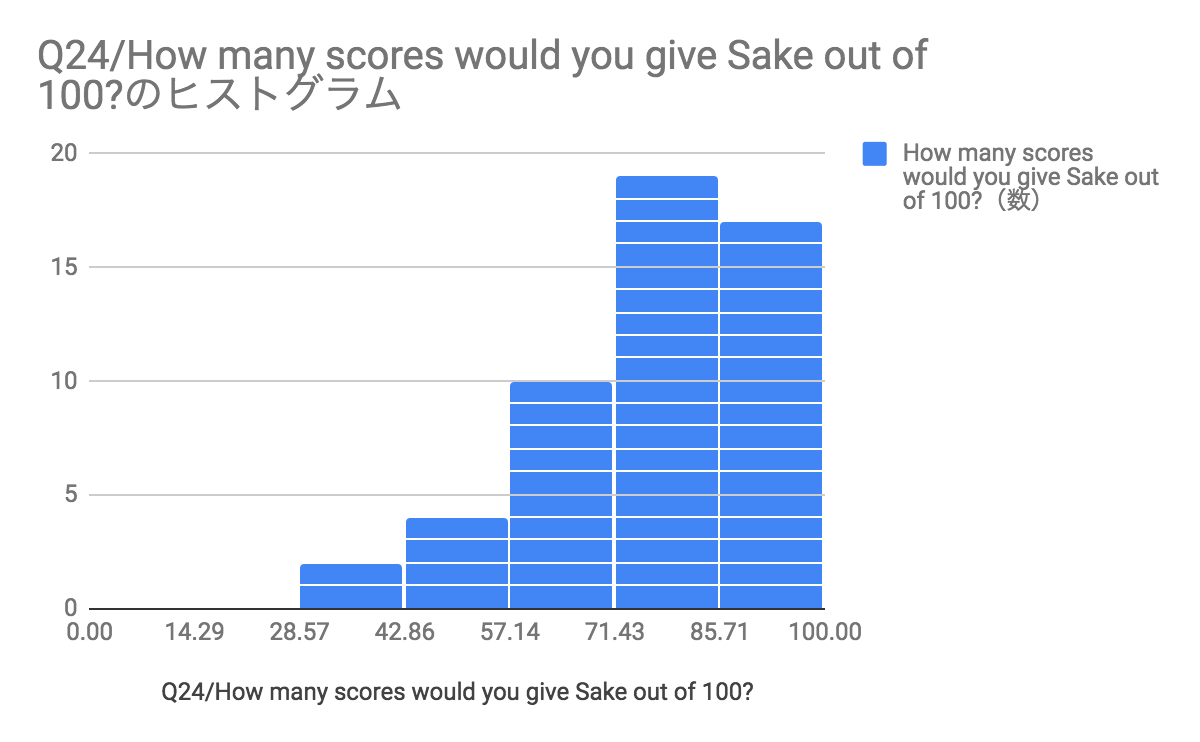 Q24/How many scores would you give Sake out of
100?のヒストグラム
20
How many scores
would you give Sake out
of 100?（数）
15
10
5
0
0.00 14.29 28.57 42.86 57.14 71.43 85.71 100.00
Q24/How many scores would you give Sake out of 100?